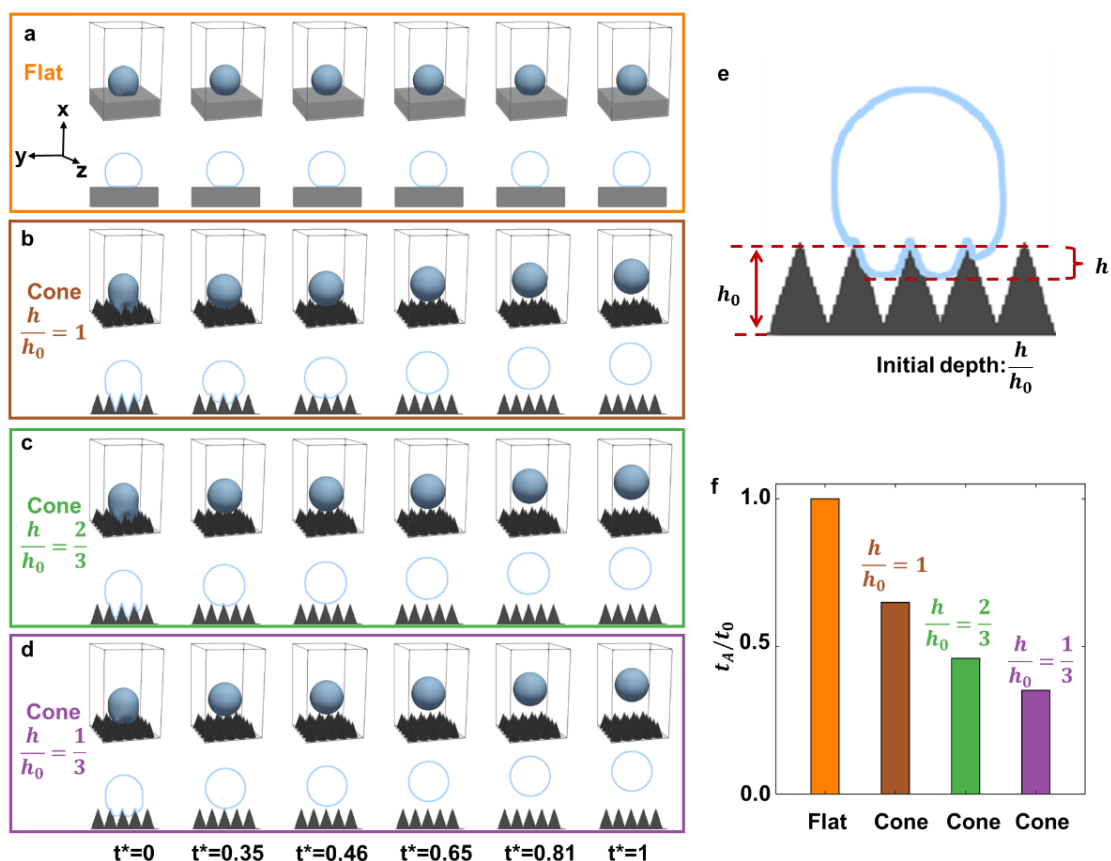 a
Flat
x
y
z
b
Cone
h/h₀ = 1
c
Cone
h/h₀ = 2/3
d
Cone
h/h₀ = 1/3
t*=0 t*=0.35 t*=0.46 t*=0.65 t*=0.81 t*=1
e
h₀
h
Initial depth: h/h₀
f
1.0
0.5
0.0
t_A/t₀
h/h₀ = 1
h/h₀ = 2/3
h/h₀ = 1/3
Flat Cone Cone Cone